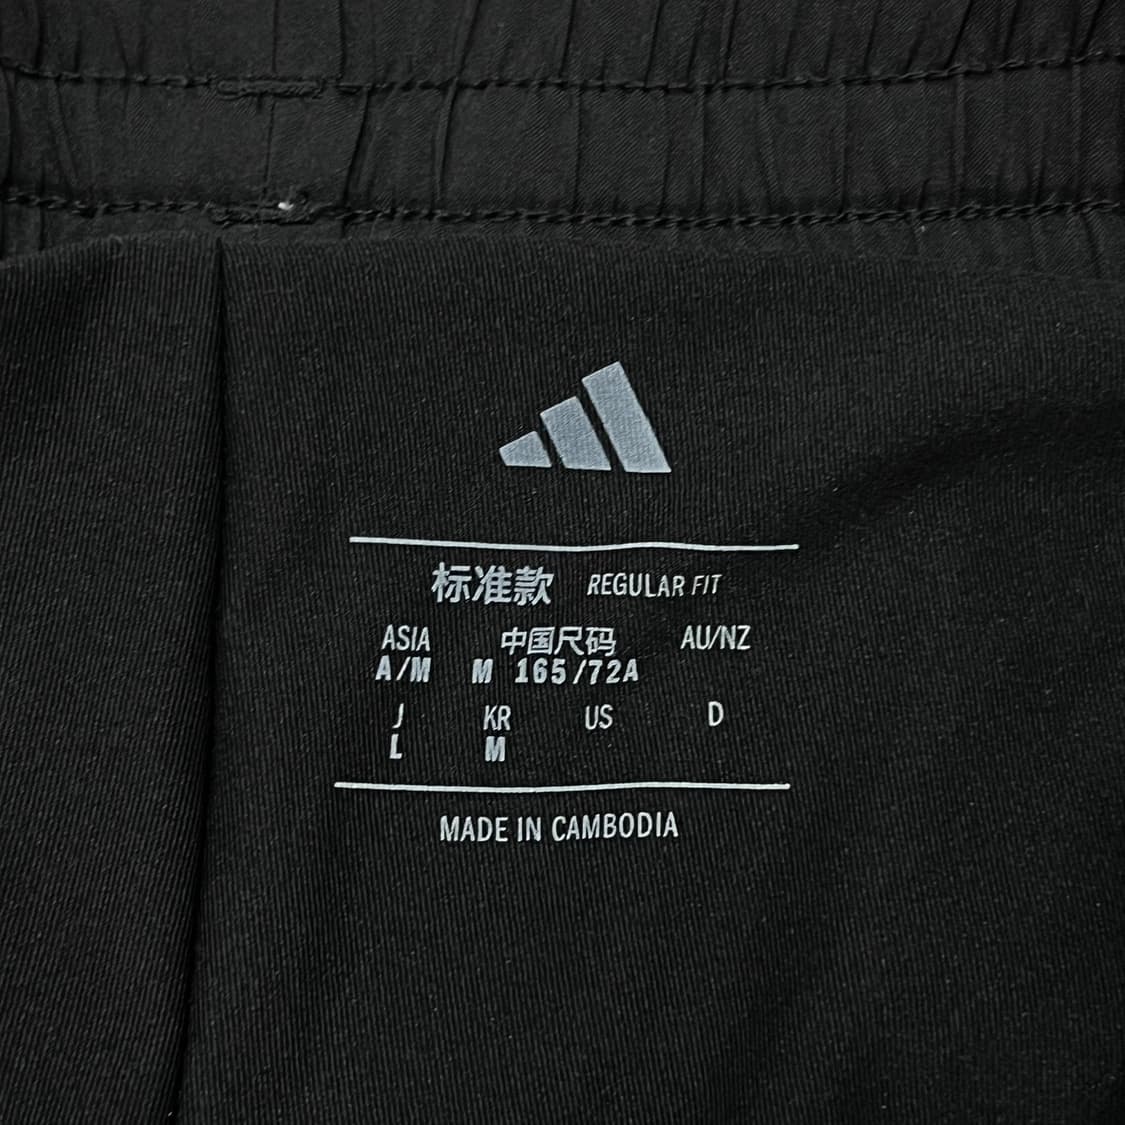 标准款 REGULAR FIT
ASIA 中国尺码 AU/NZ
A/M M 165/72A
J KR US D
L M
MADE IN CAMBODIA